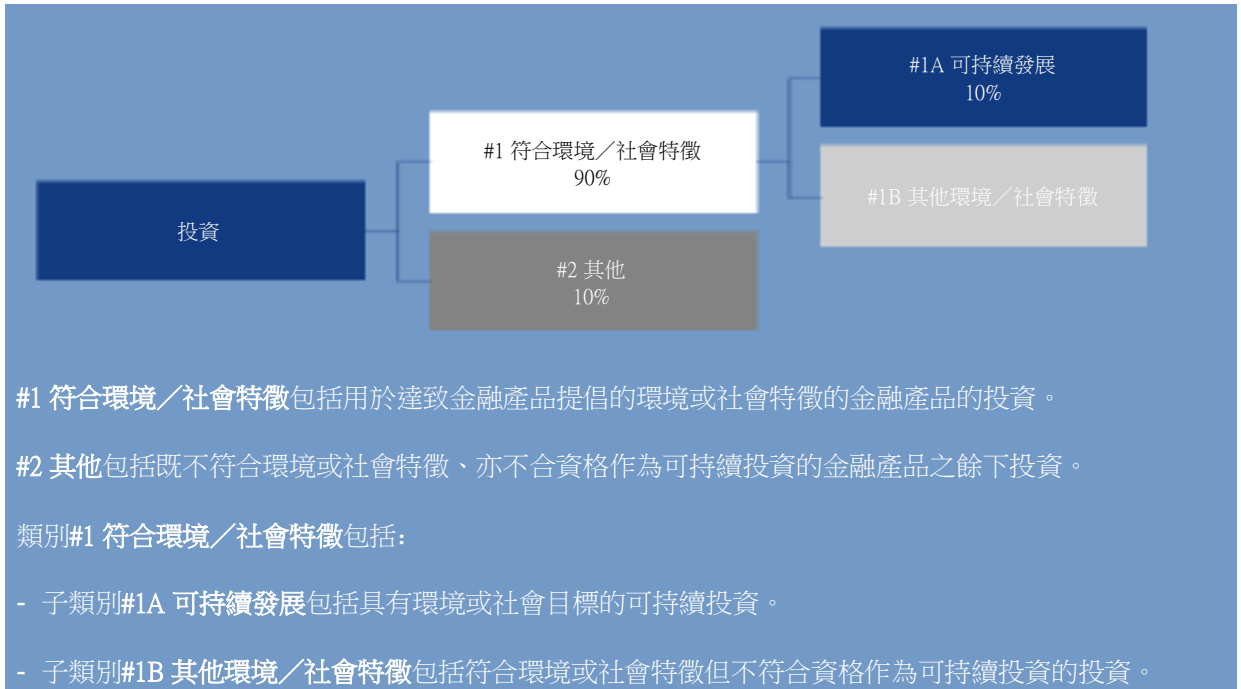 #1A 可持續發展
10%
#1 符合環境／社會特徵
90%
#1B 其他環境／社會特徵
投資
#2 其他
10%
#1 符合環境／社會特徵包括用於達致金融產品提倡的環境或社會特徵的金融產品的投資。
#2 其他包括既不符合環境或社會特徵、亦不合資格作為可持續投資的金融產品之餘下投資。
類別#1 符合環境／社會特徵包括：
- 子類別#1A 可持續發展包括具有環境或社會目標的可持續投資。
- 子類別#1B 其他環境／社會特徵包括符合環境或社會特徵但不符合資格作為可持續投資的投資。